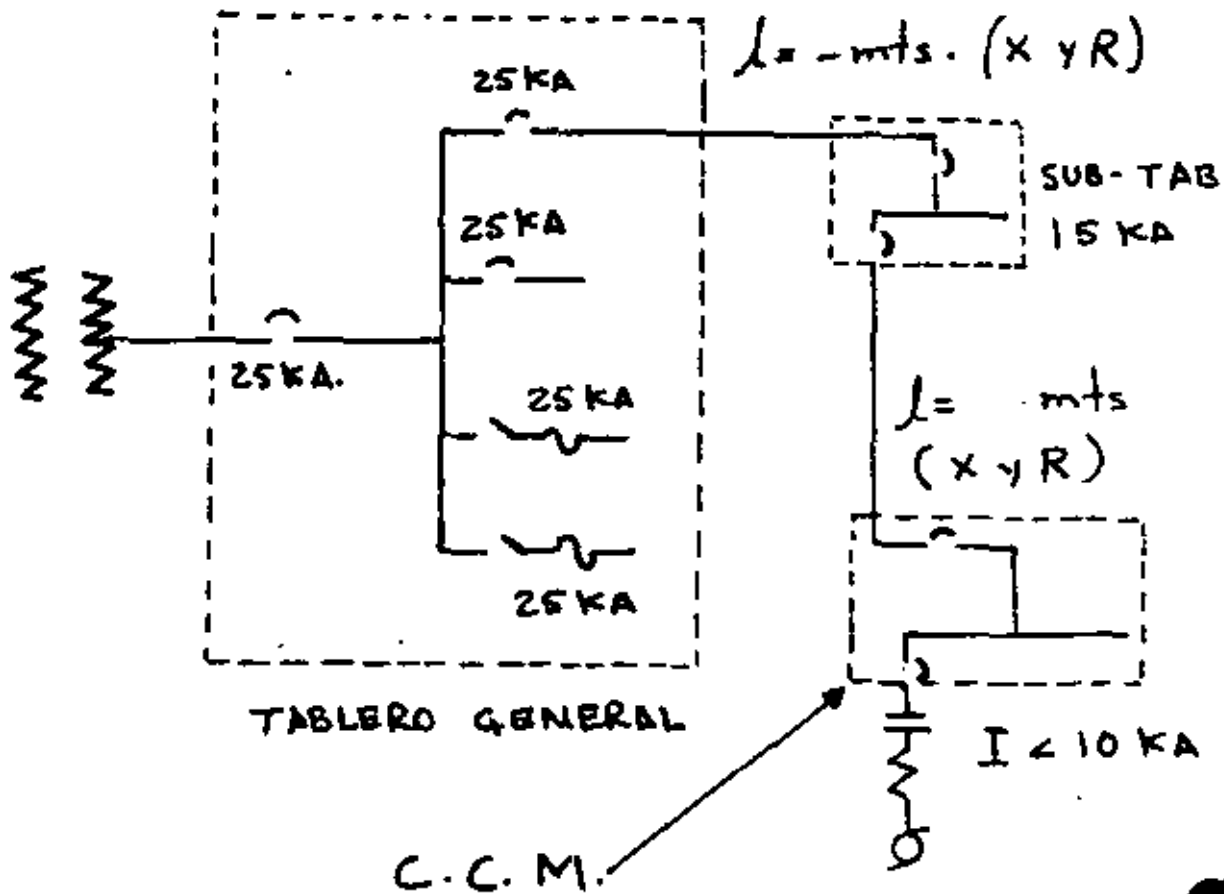 l = - mts. (X y R)
25 KA
SUB-TAB
15 KA
25 KA
25 KA.
25 KA
l = mts
(X y R)
25 KA
TABLERO GENERAL
I < 10 KA
C.C.M.